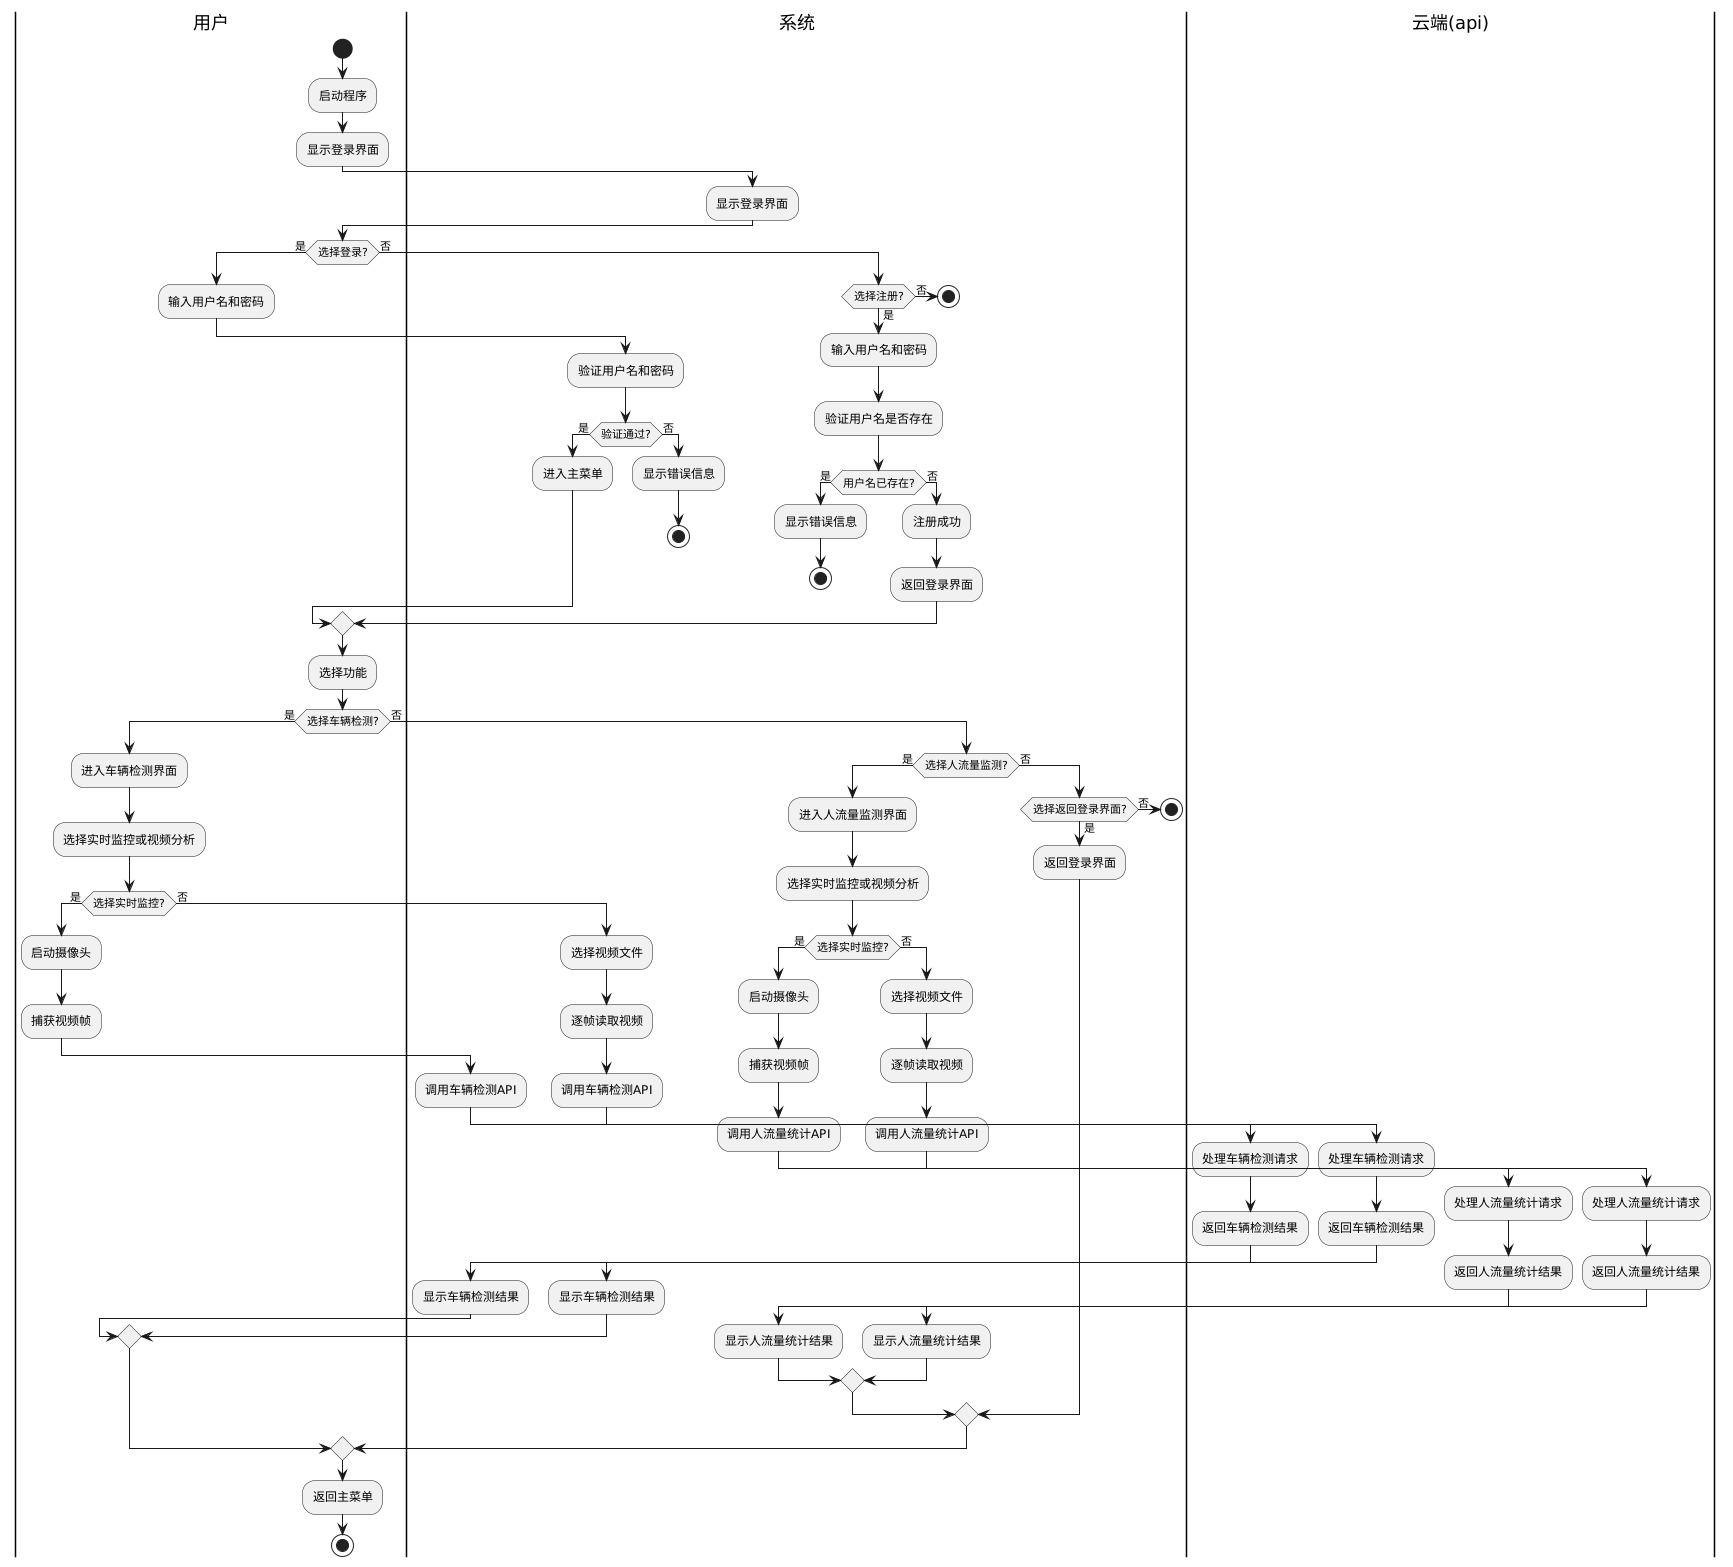 用户
系统
云端(api)
启动程序
显示登录界面
显示登录界面
是
选择登录?
否
输入用户名和密码
选择注册?
否
是
输入用户名和密码
验证用户名和密码
验证用户名是否存在
是
验证通过?
否
进入主菜单
显示错误信息
是
用户名已存在?
否
显示错误信息
注册成功
返回登录界面
选择功能
是
选择车辆检测?
否
进入车辆检测界面
是
选择人流量监测?
否
进入人流量监测界面
选择返回登录界面?
否
是
选择实时监控或视频分析
返回登录界面
选择实时监控或视频分析
是
选择实时监控?
否
是
选择实时监控?
否
启动摄像头
选择视频文件
启动摄像头
选择视频文件
捕获视频帧
逐帧读取视频
捕获视频帧
逐帧读取视频
调用车辆检测API
调用车辆检测API
调用人流量统计API
调用人流量统计API
处理车辆检测请求
处理车辆检测请求
处理人流量统计请求
处理人流量统计请求
返回车辆检测结果
返回车辆检测结果
返回人流量统计结果
返回人流量统计结果
显示车辆检测结果
显示车辆检测结果
显示人流量统计结果
显示人流量统计结果
返回主菜单